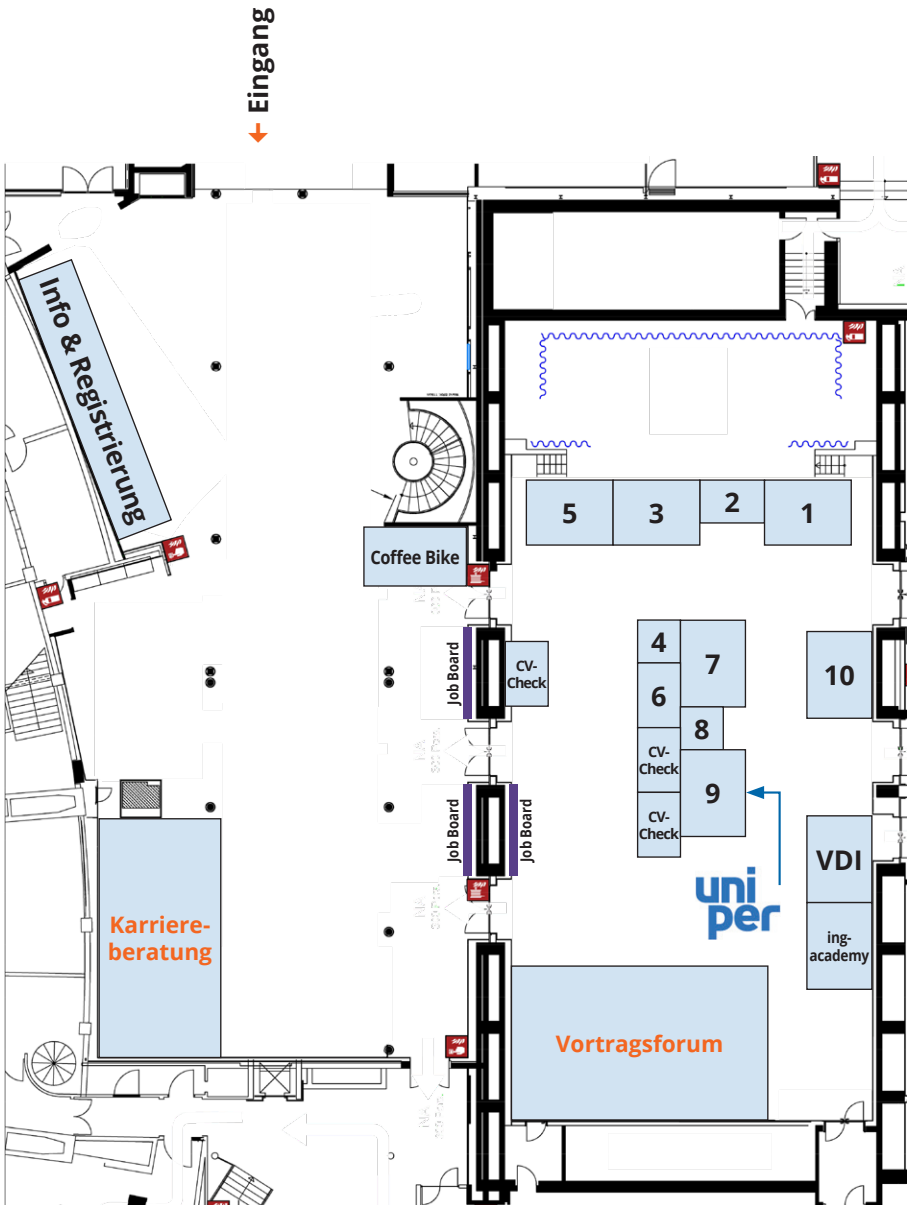 Eingang
Info & Registrierung
Coffee Bike
5
3
2
1
Job Board
CV-
Check
4
7
6
10
8
CV-
Check
9
CV-
Check
Job Board
Job Board
VDI
uni
per
ing-
academy
Karriere-
beratung
Vortragsforum